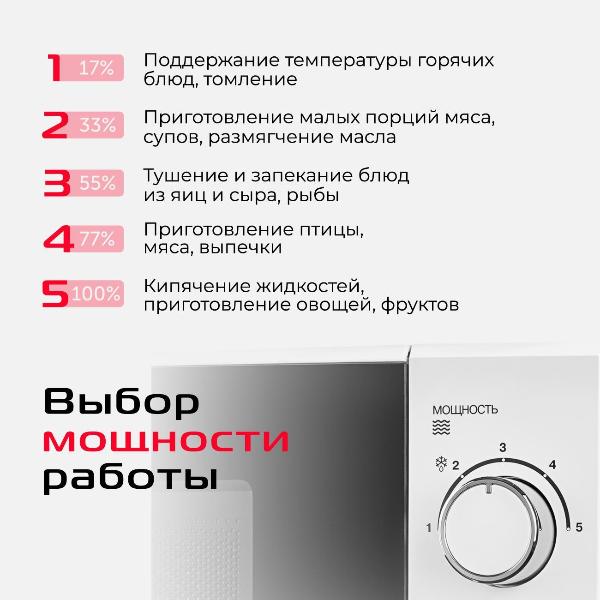 1 17% Поддержание температуры горячих
блюд, томление
2 33% Приготовление малых порций мяса,
супов, размягчение масла
3 55% Тушение и запекание блюд
из яиц и сыра, рыбы
4 77% Приготовление птицы,
мяса, выпечки
5 100% Кипячение жидкостей,
приготовление овощей, фруктов
Выбор
мощности
работы
МОЩНОСТЬ
1 2 3 4 5